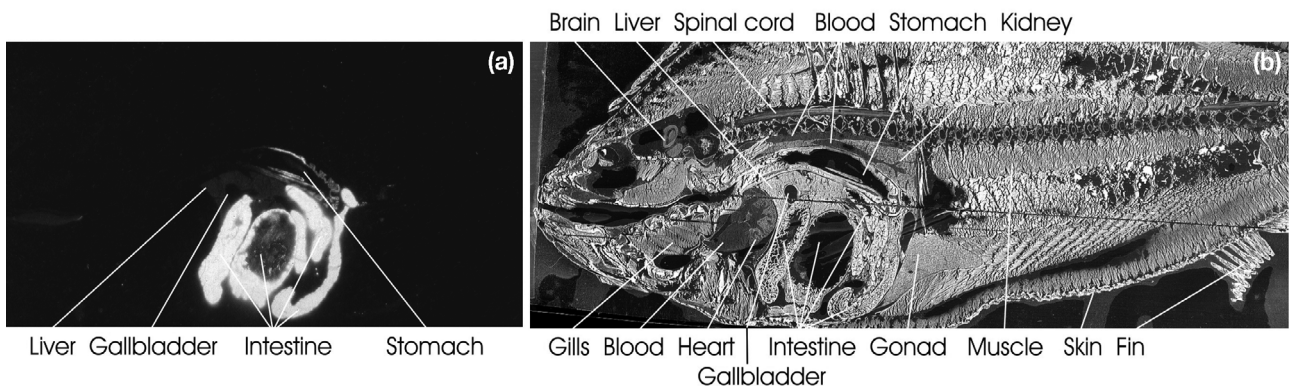 Brain Liver Spinal cord Blood Stomach Kidney
(a)
(b)
Liver Gallbladder Intestine Stomach
Gills Blood Heart Intestine Gonad Muscle Skin Fin
Gallbladder